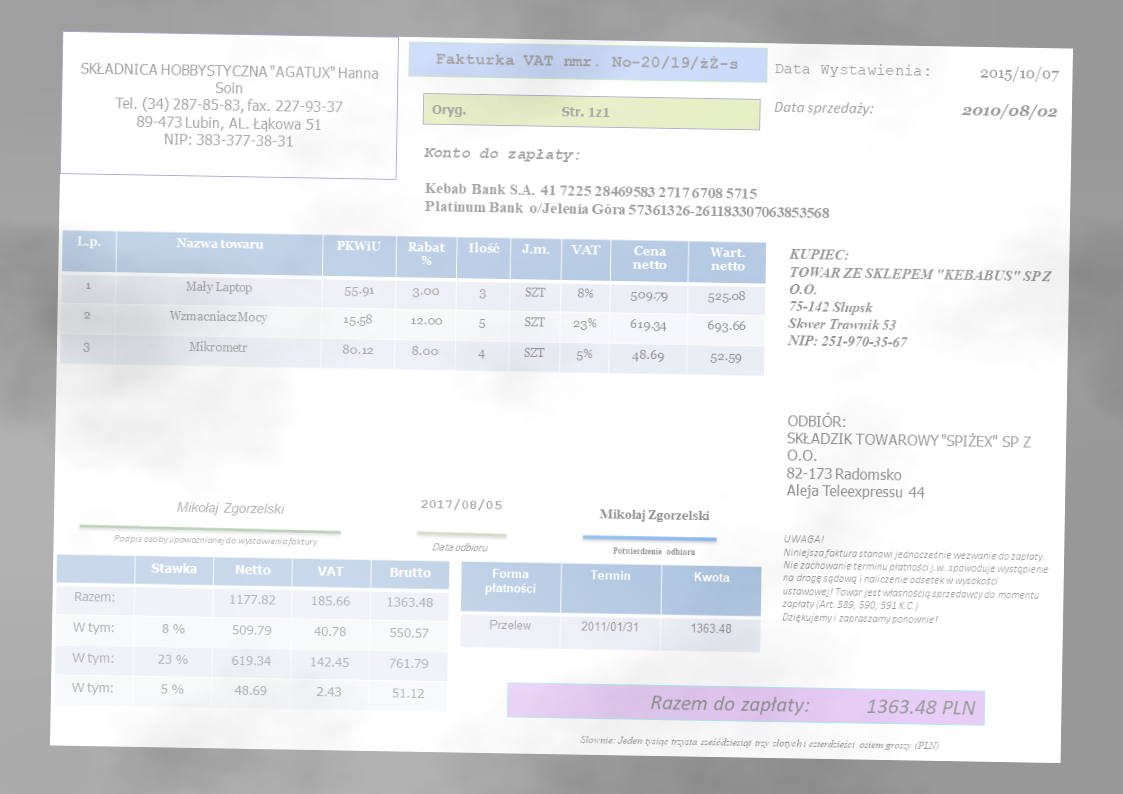 SKŁADNICA HOBBYSTYCZNA "AGATUX" Hanna
Soin
Tel. (34) 287-85-83, fax. 227-93-37
89-473 Lubin, AL. Łąkowa 51
NIP: 383-377-38-31
Fakturka VAT nmr. No-20/19/żŻ-s
Oryg. Str. 1z1
Data Wystawienia: 2015/10/07
Data sprzedaży: 2010/08/02
Konto do zapłaty:
Kebab Bank S.A. 41 7225 28469583 2717 6708 5715
Platinum Bank o/Jelenia Góra 57361326-261183307063853568
L.p. Nazwa towaru PKWiU Rabat % Ilość J.m. VAT Cena netto Wart. netto
1 Mały Laptop 55.91 3.00 3 SZT 8% 509.79 525.08
2 WzmacniaczMocy 15.58 12.00 5 SZT 23% 619.34 693.66
3 Mikrometr 80.12 8.00 4 SZT 5% 48.69 52.59
KUPIEC:
TOWAR ZE SKLEPEM "KEBABUS" SP Z
O.O.
75-142 Słupsk
Skwer Trawnik 53
NIP: 251-970-35-67
ODBIÓR:
SKŁADZIK TOWAROWY "SPIŻEX" SP Z
O.O.
82-173 Radomsko
Aleja Teleexpressu 44
Mikołaj Zgorzelski
Podpis osoby upoważnionej do wystawienia faktury
2017/08/05
Data odbioru
Mikołaj Zgorzelski
Potwierdzenie odbioru
UWAGA!
Niniejsza faktura stanowi jednocześnie wezwanie do zapłaty.
Nie zachowanie terminu płatności j.w. spowoduje wystąpienie
na drogę sądową i naliczenie odsetek w wysokości
ustawowej! Towar jest własnością sprzedawcy do momentu
zapłaty (Art. 589, 590, 591 K.C.)
Dziękujemy i zapraszamy ponownie!
Stawka Netto VAT Brutto
Razem: 1177.82 185.66 1363.48
W tym: 8 % 509.79 40.78 550.57
W tym: 23 % 619.34 142.45 761.79
W tym: 5 % 48.69 2.43 51.12
Forma płatności Termin Kwota
Przelew 2011/01/31 1363.48
Razem do zapłaty: 1363.48 PLN
Słownie: Jeden tysiąc trzysta sześćdziesiąt trzy złotych i czterdzieści osiem groszy (PLN)